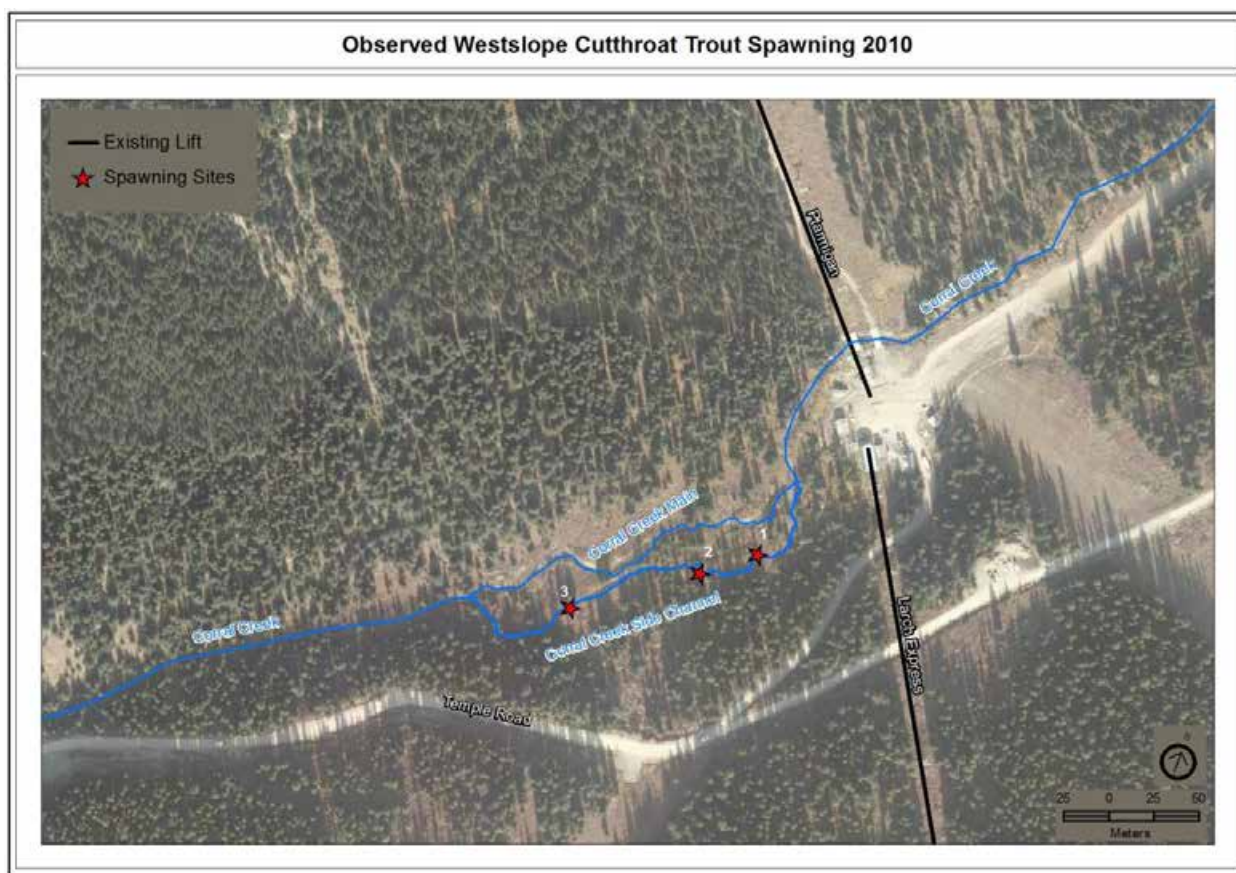 Observed Westslope Cutthroat Trout Spawning 2010
Existing Lift
Spawning Sites
Ptarmigan
Corral Creek
Corral Creek Main
1
2
3
Corral Creek Side Channel
Corral Creek
Larch Express
Temple Road
25 0 25 50
Meters